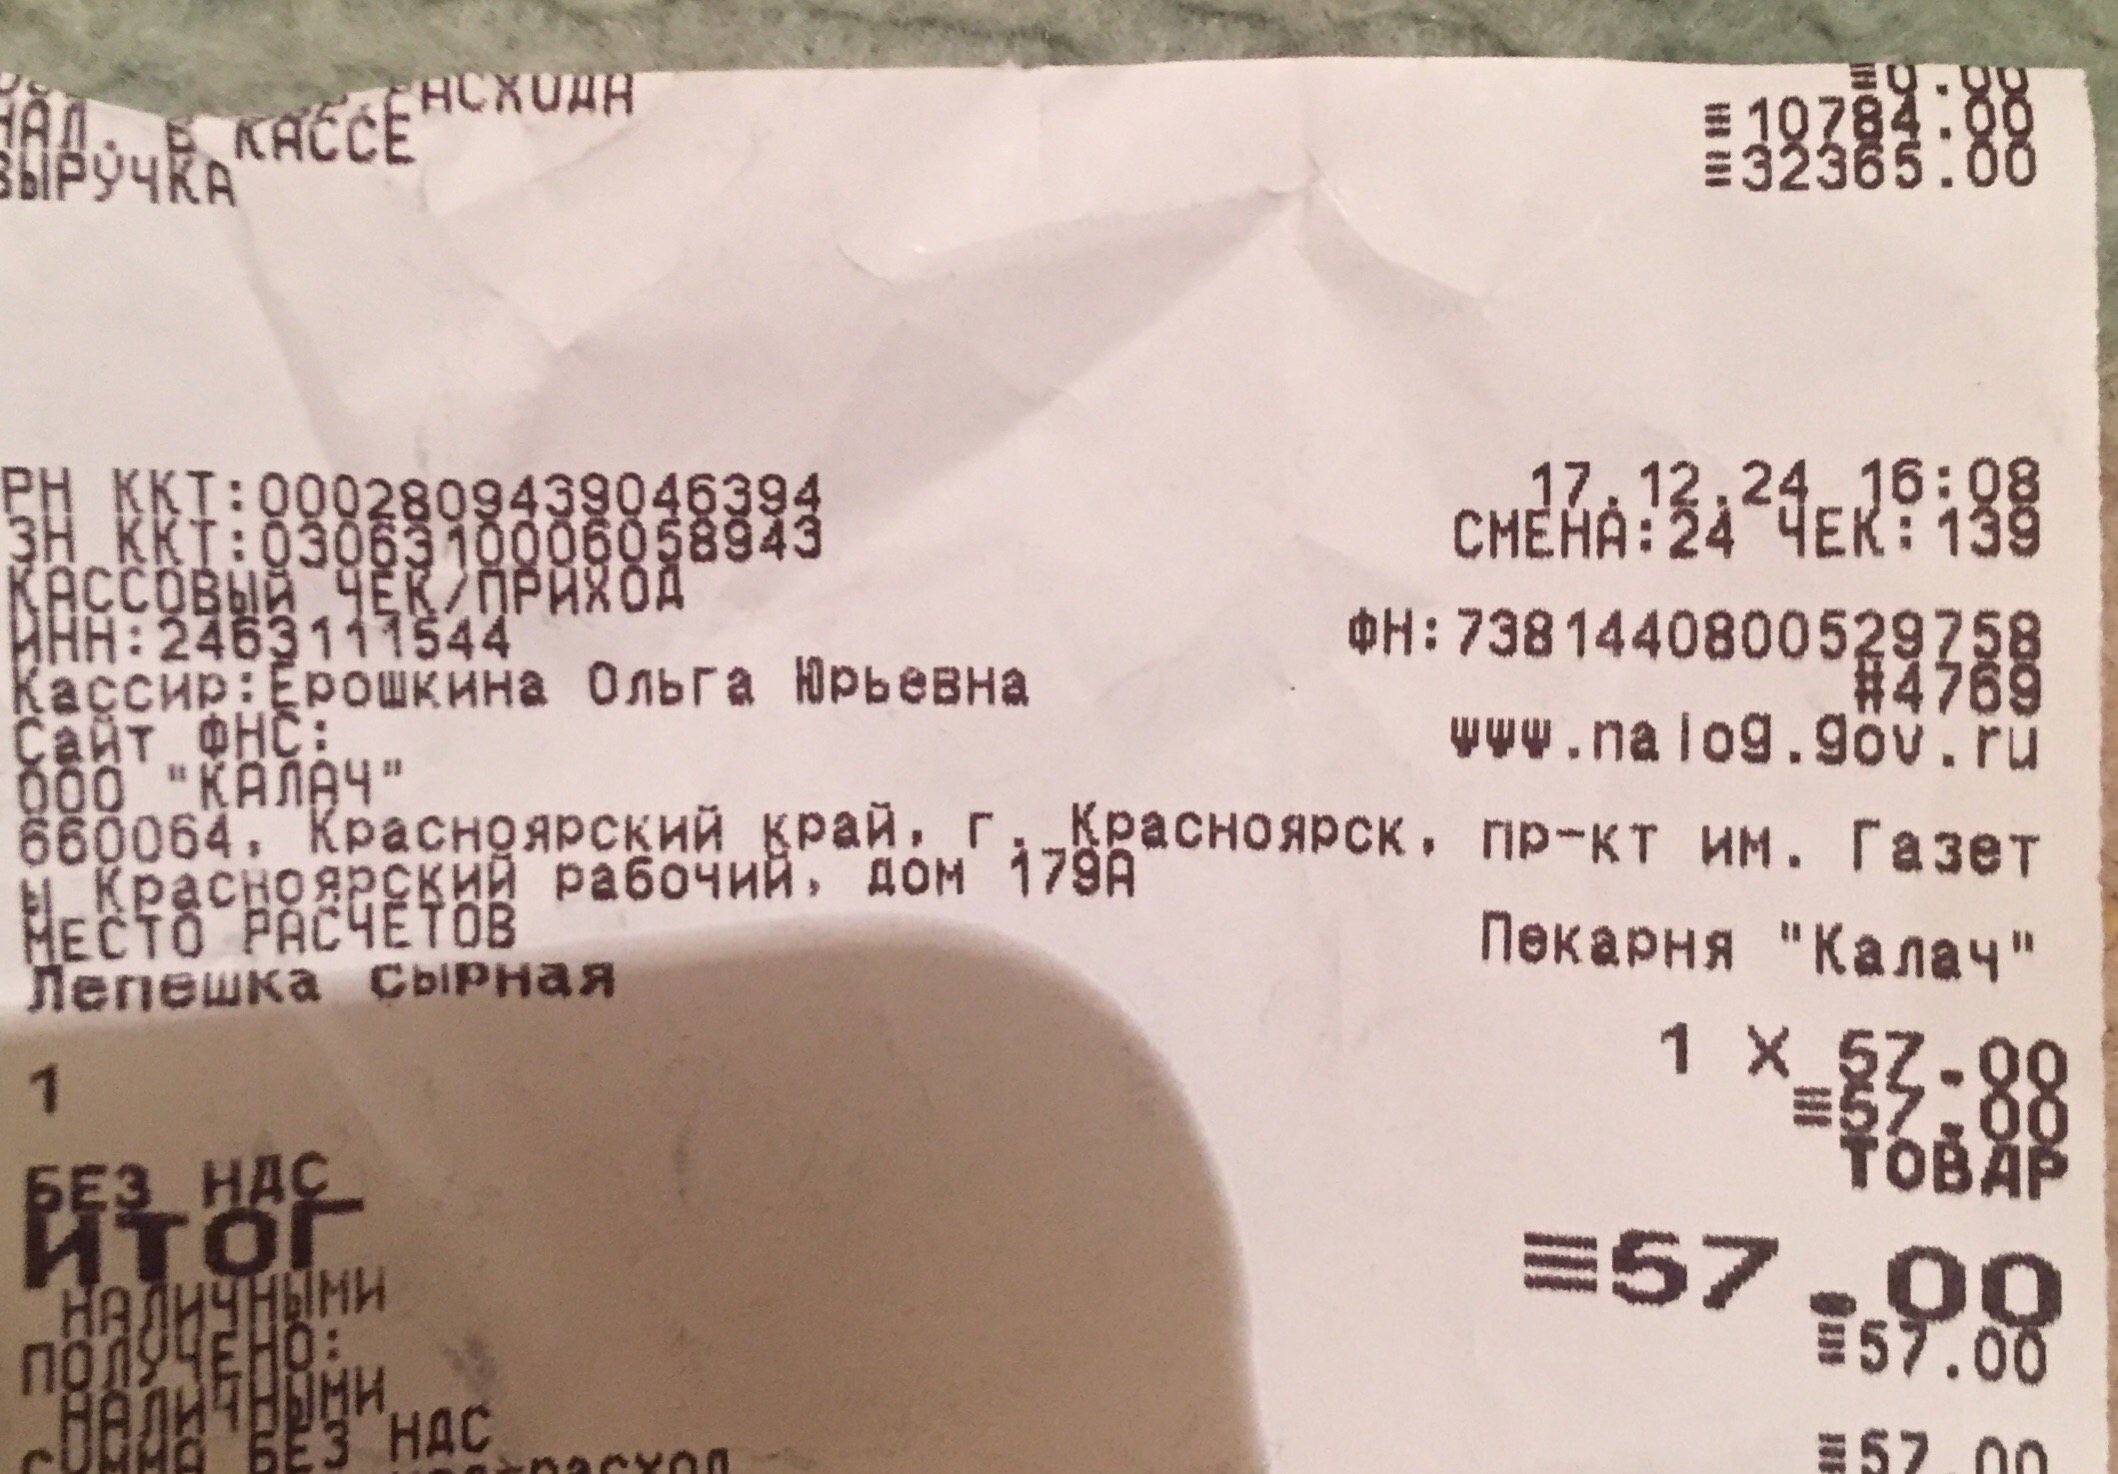 РАСХОДА ≡0.00
НАЛ. В КАССЕ ≡10784.00
ВЫРУЧКА ≡32365.00
РН ККТ:0002809439046394 17.12.24 16:08
ЗН ККТ:0306310006058943 СМЕНА:24 ЧЕК:139
КАССОВЫЙ ЧЕК/ПРИХОД
ИНН:2463111544 ФН:7381440800529758
Кассир:Ерошкина Ольга Юрьевна #4769
Сайт ФНС: www.nalog.gov.ru
ООО "КАЛАЧ"
660064, Красноярский край, г. Красноярск, пр-кт им. Газет
ы Красноярский рабочий, дом 179А
МЕСТО РАСЧЕТОВ Пекарня "Калач"
Лепешка сырная
1 X 57.00
1 ≡57.00
ТОВАР
БЕЗ НДС
ИТОГ ≡57.00
НАЛИЧНЫМИ ≡57.00
ПОЛУЧЕНО:
НАЛИЧНЫМИ ≡57.00
СУММА БЕЗ НДС